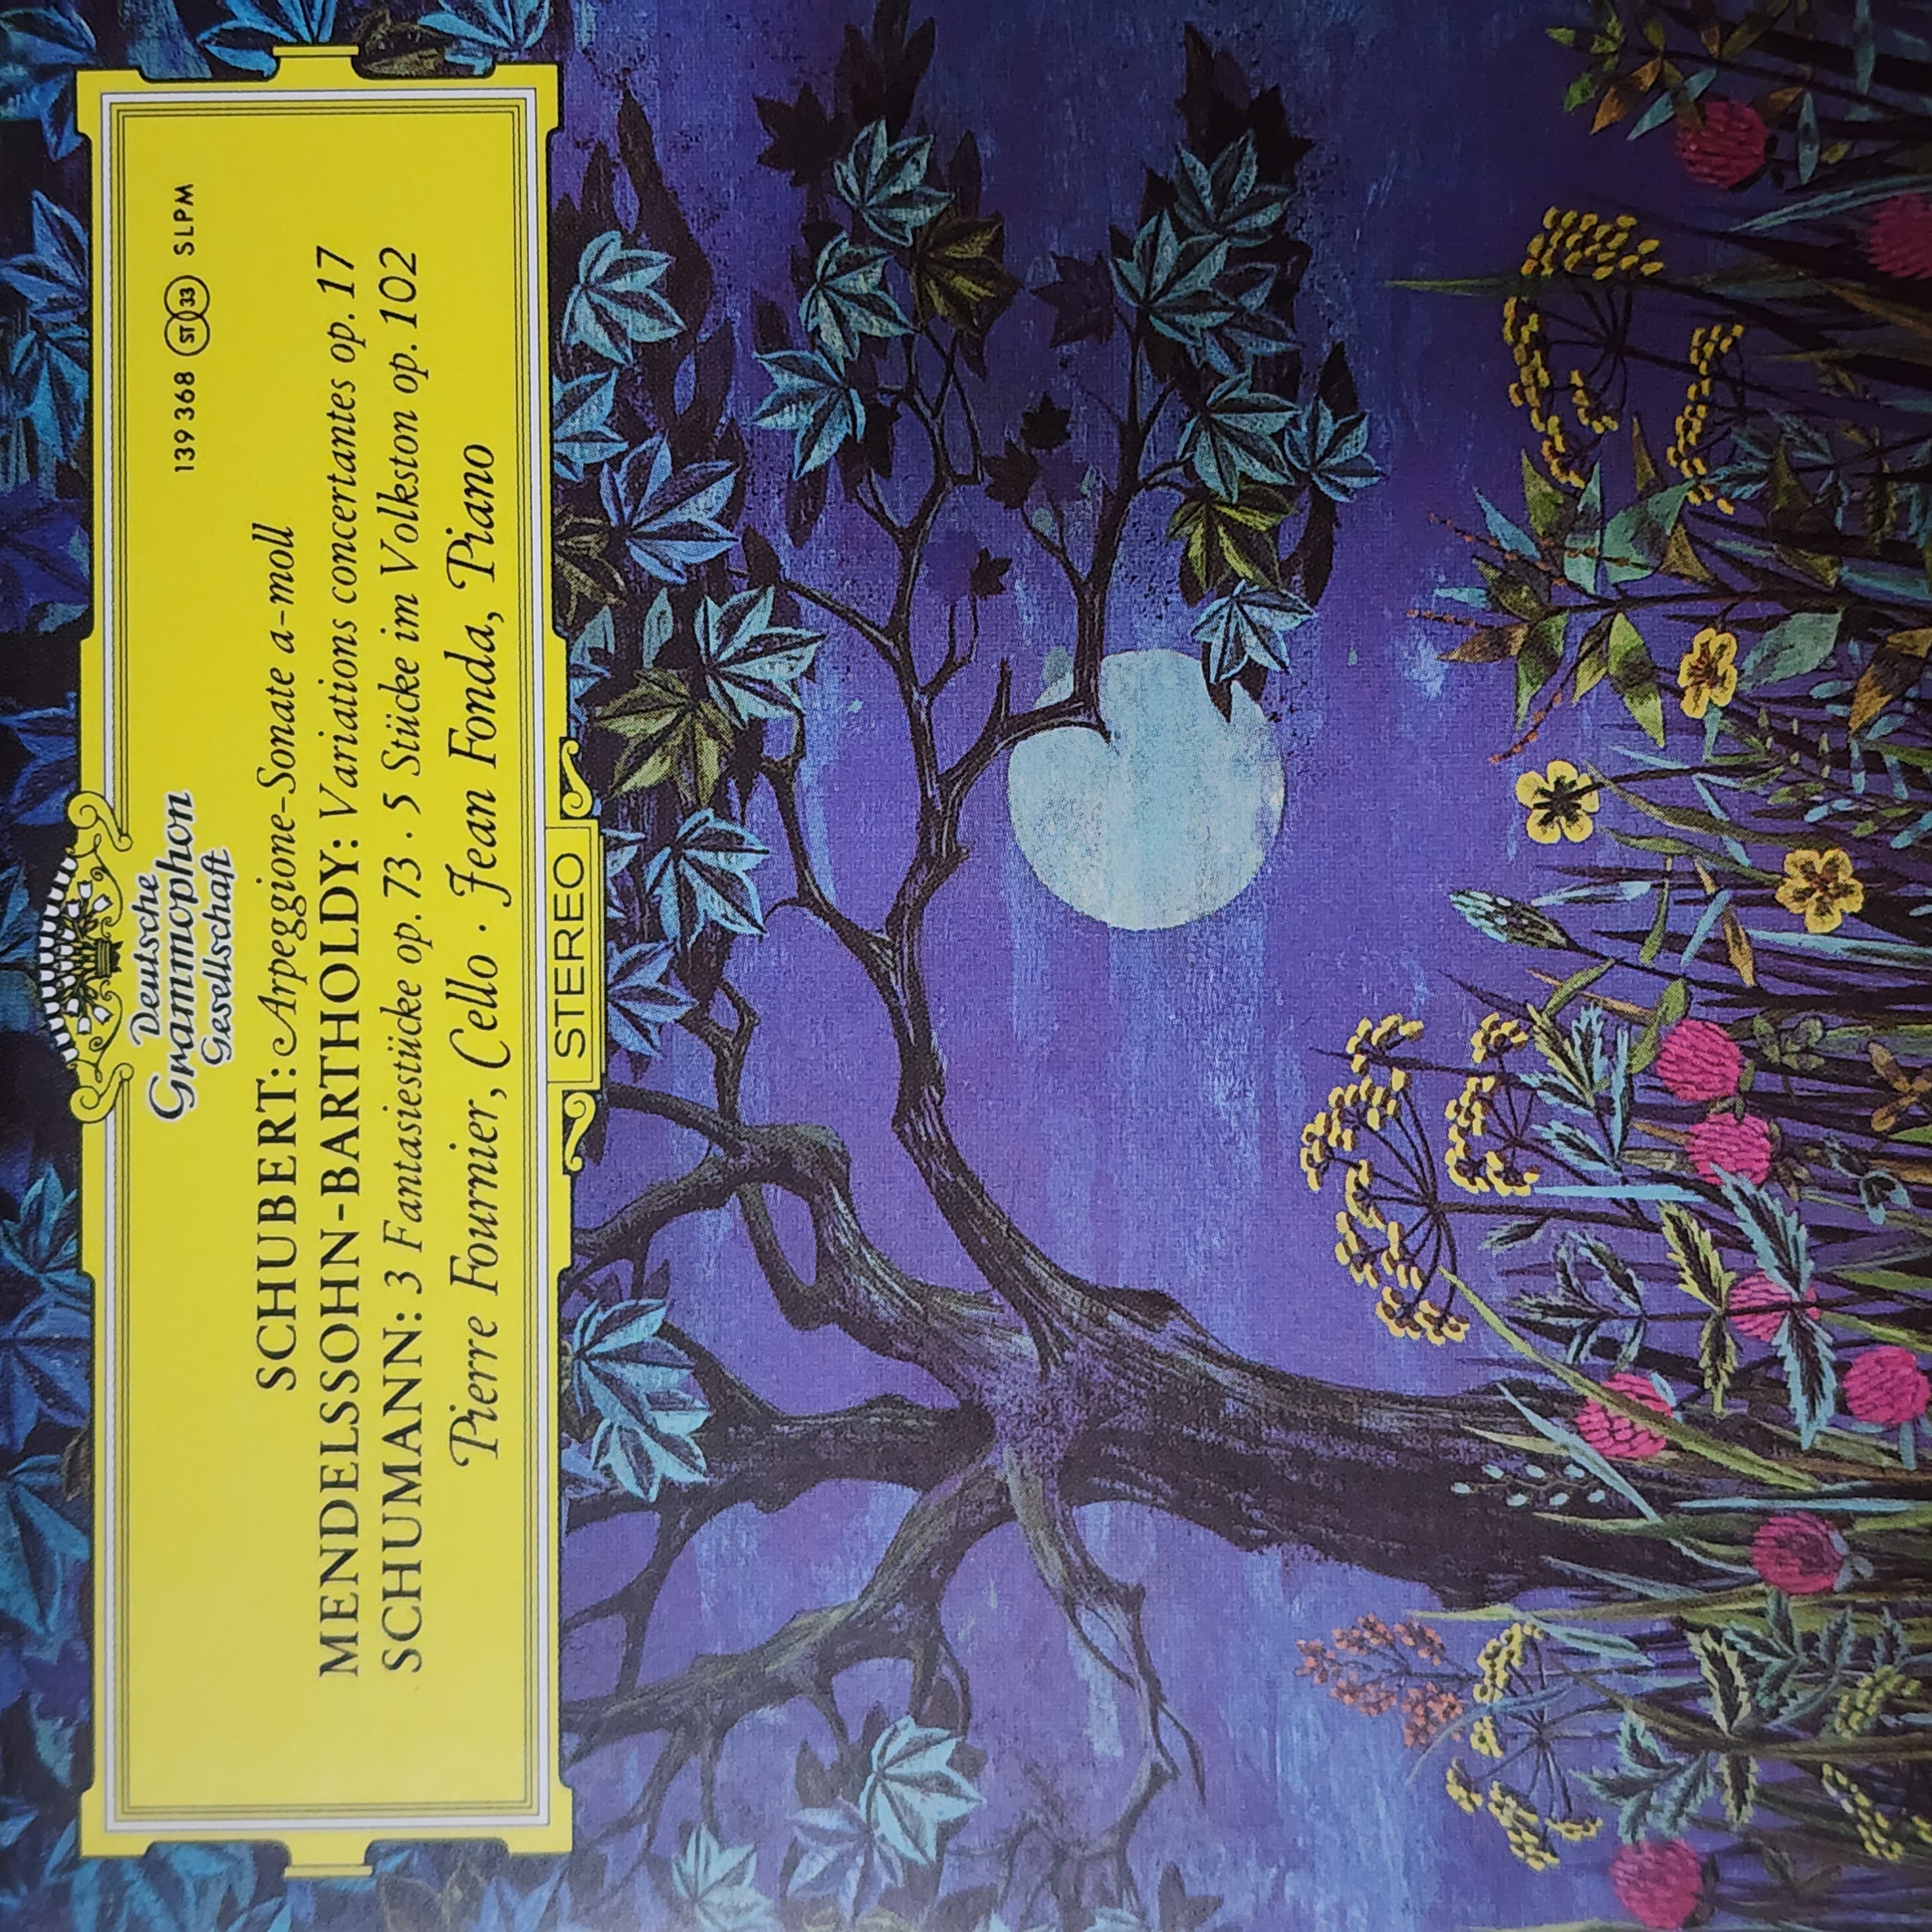 Deutsche
Grammophon
Gesellschaft
139 368 ST 33 SLPM
SCHUBERT: Arpeggione-Sonate a-moll
MENDELSSOHN-BARTHOLDY: Variations concertantes op. 17
SCHUMANN: 3 Fantasiestücke op. 73 · 5 Stücke im Volkston op. 102
Pierre Fournier, Cello · Jean Fonda, Piano
STEREO